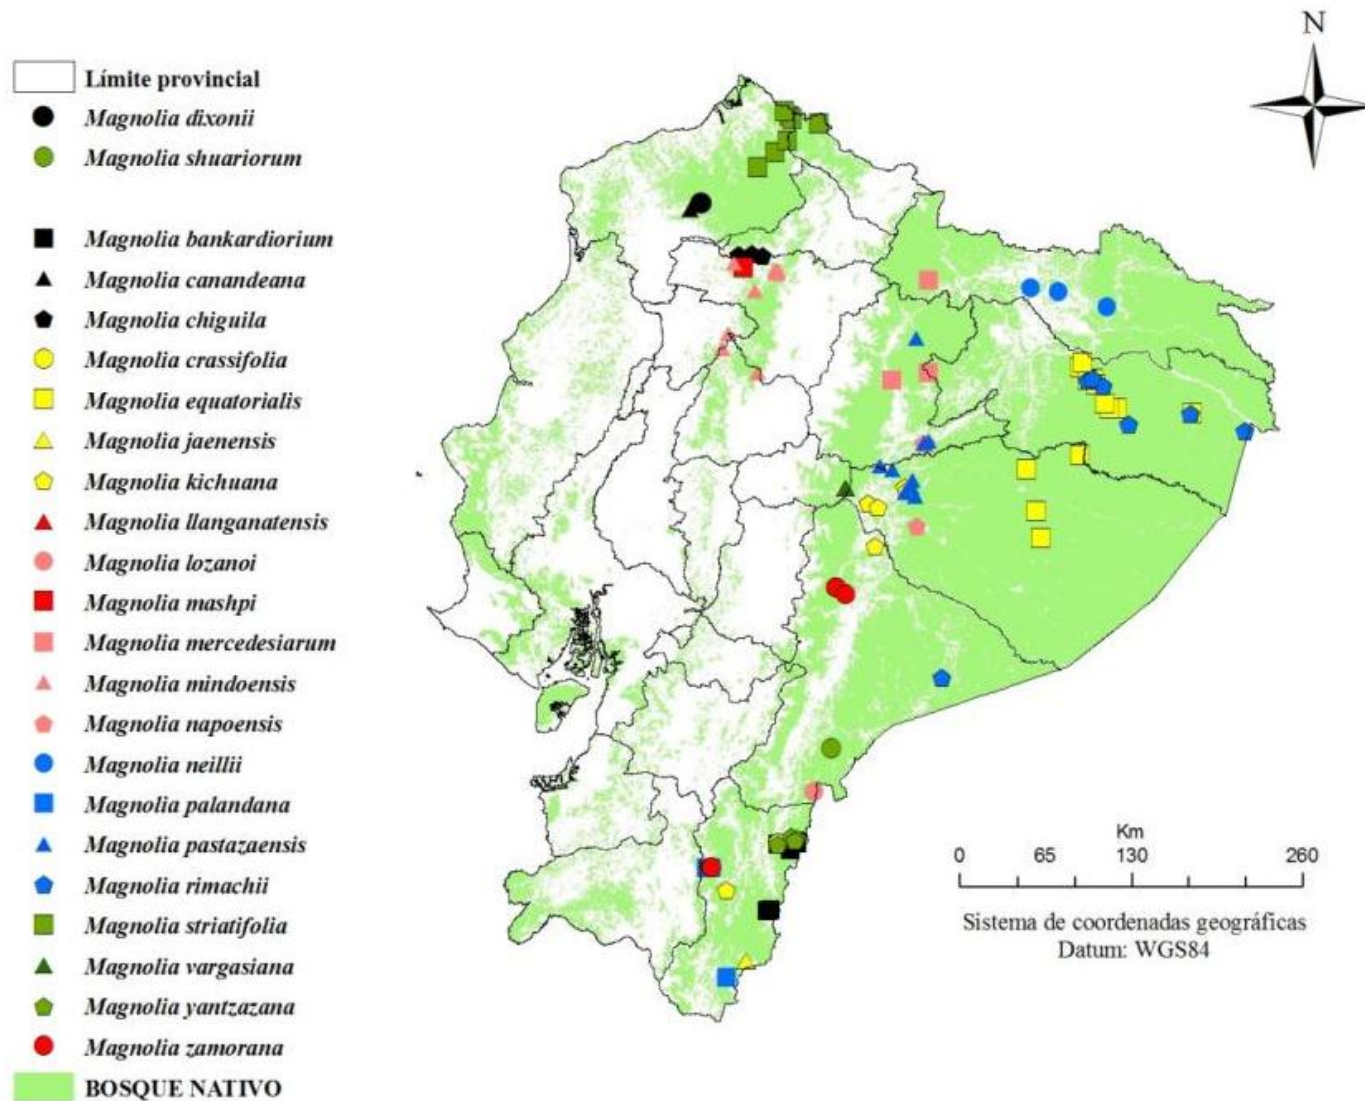 N
Límite provincial
Magnolia dixonii
Magnolia shuariorum
Magnolia bankardiorium
Magnolia canandeana
Magnolia chiguila
Magnolia crassifolia
Magnolia equatorialis
Magnolia jaenensis
Magnolia kichuana
Magnolia llanganatensis
Magnolia lozanoi
Magnolia mashpi
Magnolia mercedesiarum
Magnolia mindoensis
Magnolia napoensis
Magnolia neillii
Magnolia palandana
Magnolia pastazaensis
Magnolia rimachii
Magnolia striatifolia
Magnolia vargasiana
Magnolia yantzazana
Magnolia zamorana
BOSQUE NATIVO
Km
0 65 130 260
Sistema de coordenadas geográficas
Datum: WGS84